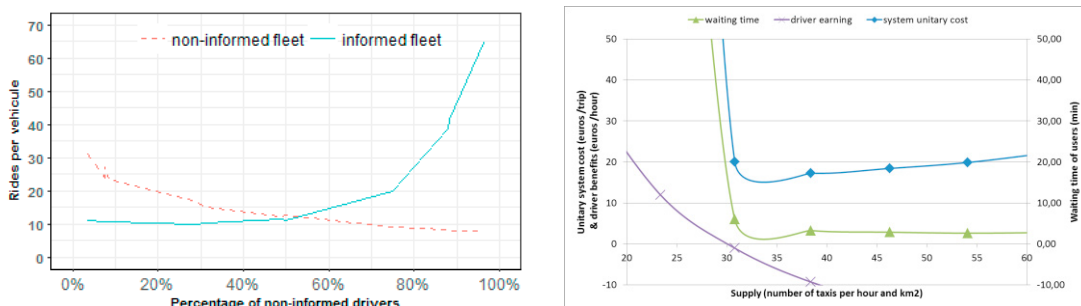 non-informed fleet informed fleet
Rides per vehicule
70
60
50
40
30
20
10
0
0% 20% 40% 60% 80% 100%
Percentage of non-informed drivers
waiting time driver earning system unitary cost
Unitary system cost (euros /trip)
& driver benefits (euros /hour)
50
40
30
20
10
0
-10
50,00
40,00
30,00
20,00
10,00
0,00
-10,00
Waiting time of users (min)
20 25 30 35 40 45 50 55 60
Supply (number of taxis per hour and km2)